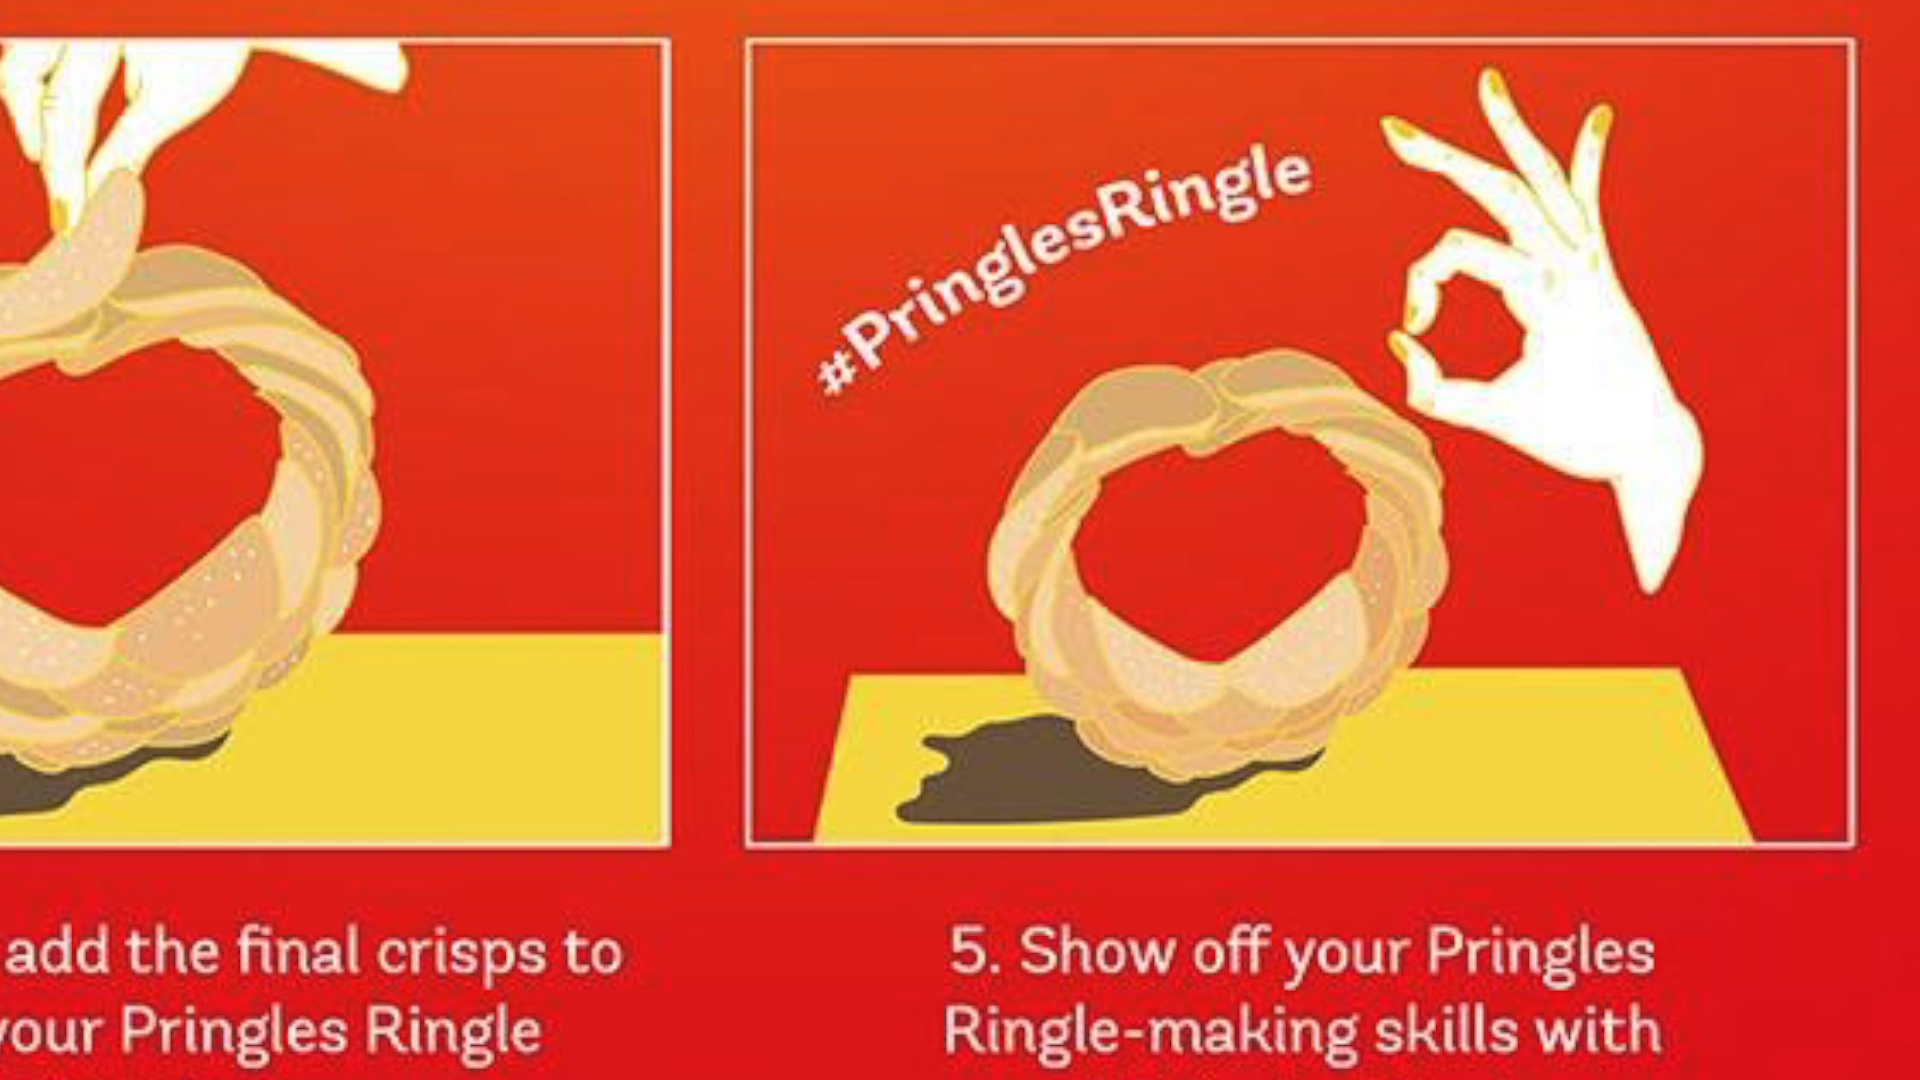 #PringlesRingle
add the final crisps to
your Pringles Ringle
5. Show off your Pringles
Ringle-making skills with